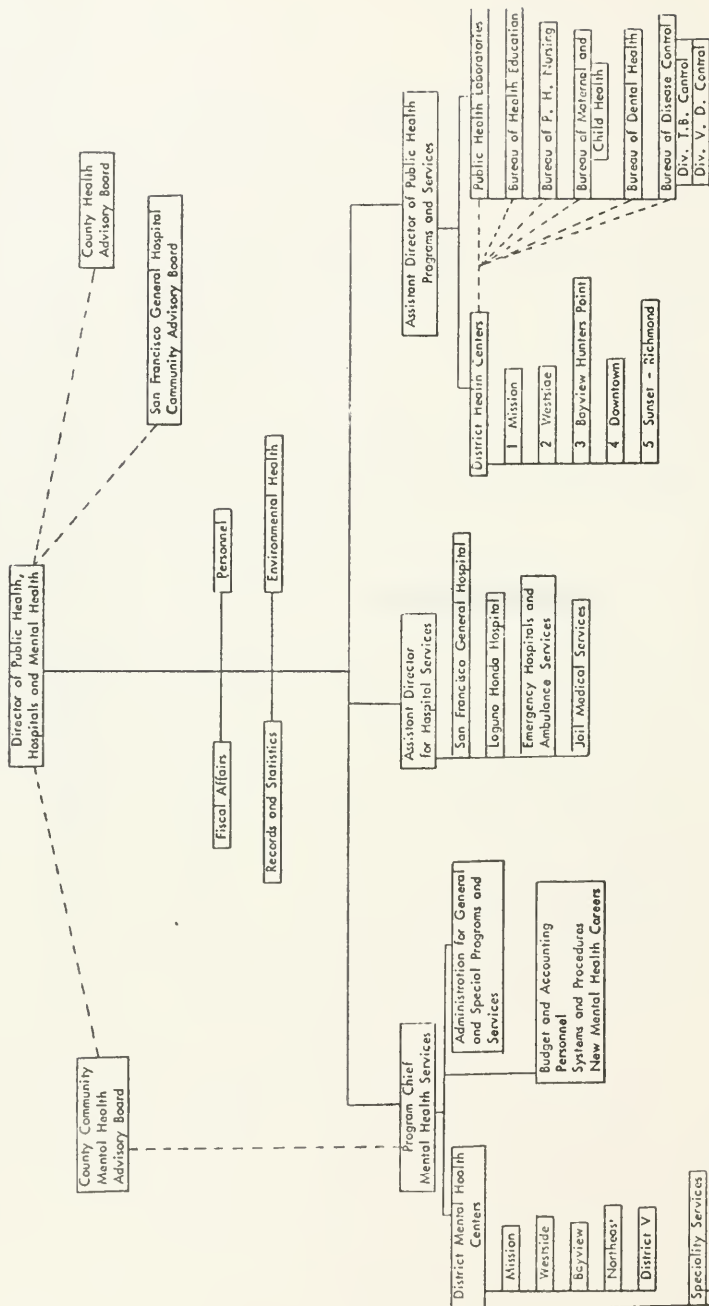 Director of Public Health,
Hospitals and Mental Health
County Community
Mental Health
Advisory Board
County Health
Advisory Board
San Francisco General Hospital
Community Advisory Board
Fiscal Affairs
Personnel
Records and Statistics
Environmental Health
Program Chief
Mental Health Services
Assistant Director
for Hospital Services
Assistant Director of Public Health
Programs and Services
District Mental Health
Centers
Mission
Westside
Bayview
Northeast
District V
Speciality Services
Administration for General
and Special Programs and
Services
Budget and Accounting
Personnel
Systems and Procedures
New Mental Health Careers
San Francisco General Hospital
Laguna Honda Hospital
Emergency Hospitals and
Ambulance Services
Jail Medical Services
District Health Centers
1 Mission
2 Westside
3 Bayview Hunters Point
4 Downtown
5 Sunset - Richmond
Public Health Laboratories
Bureau of Health Education
Bureau of P. H. Nursing
Bureau of Maternal and
Child Health
Bureau of Dental Health
Bureau of Disease Control
Div. T.B. Control
Div. V. D. Control